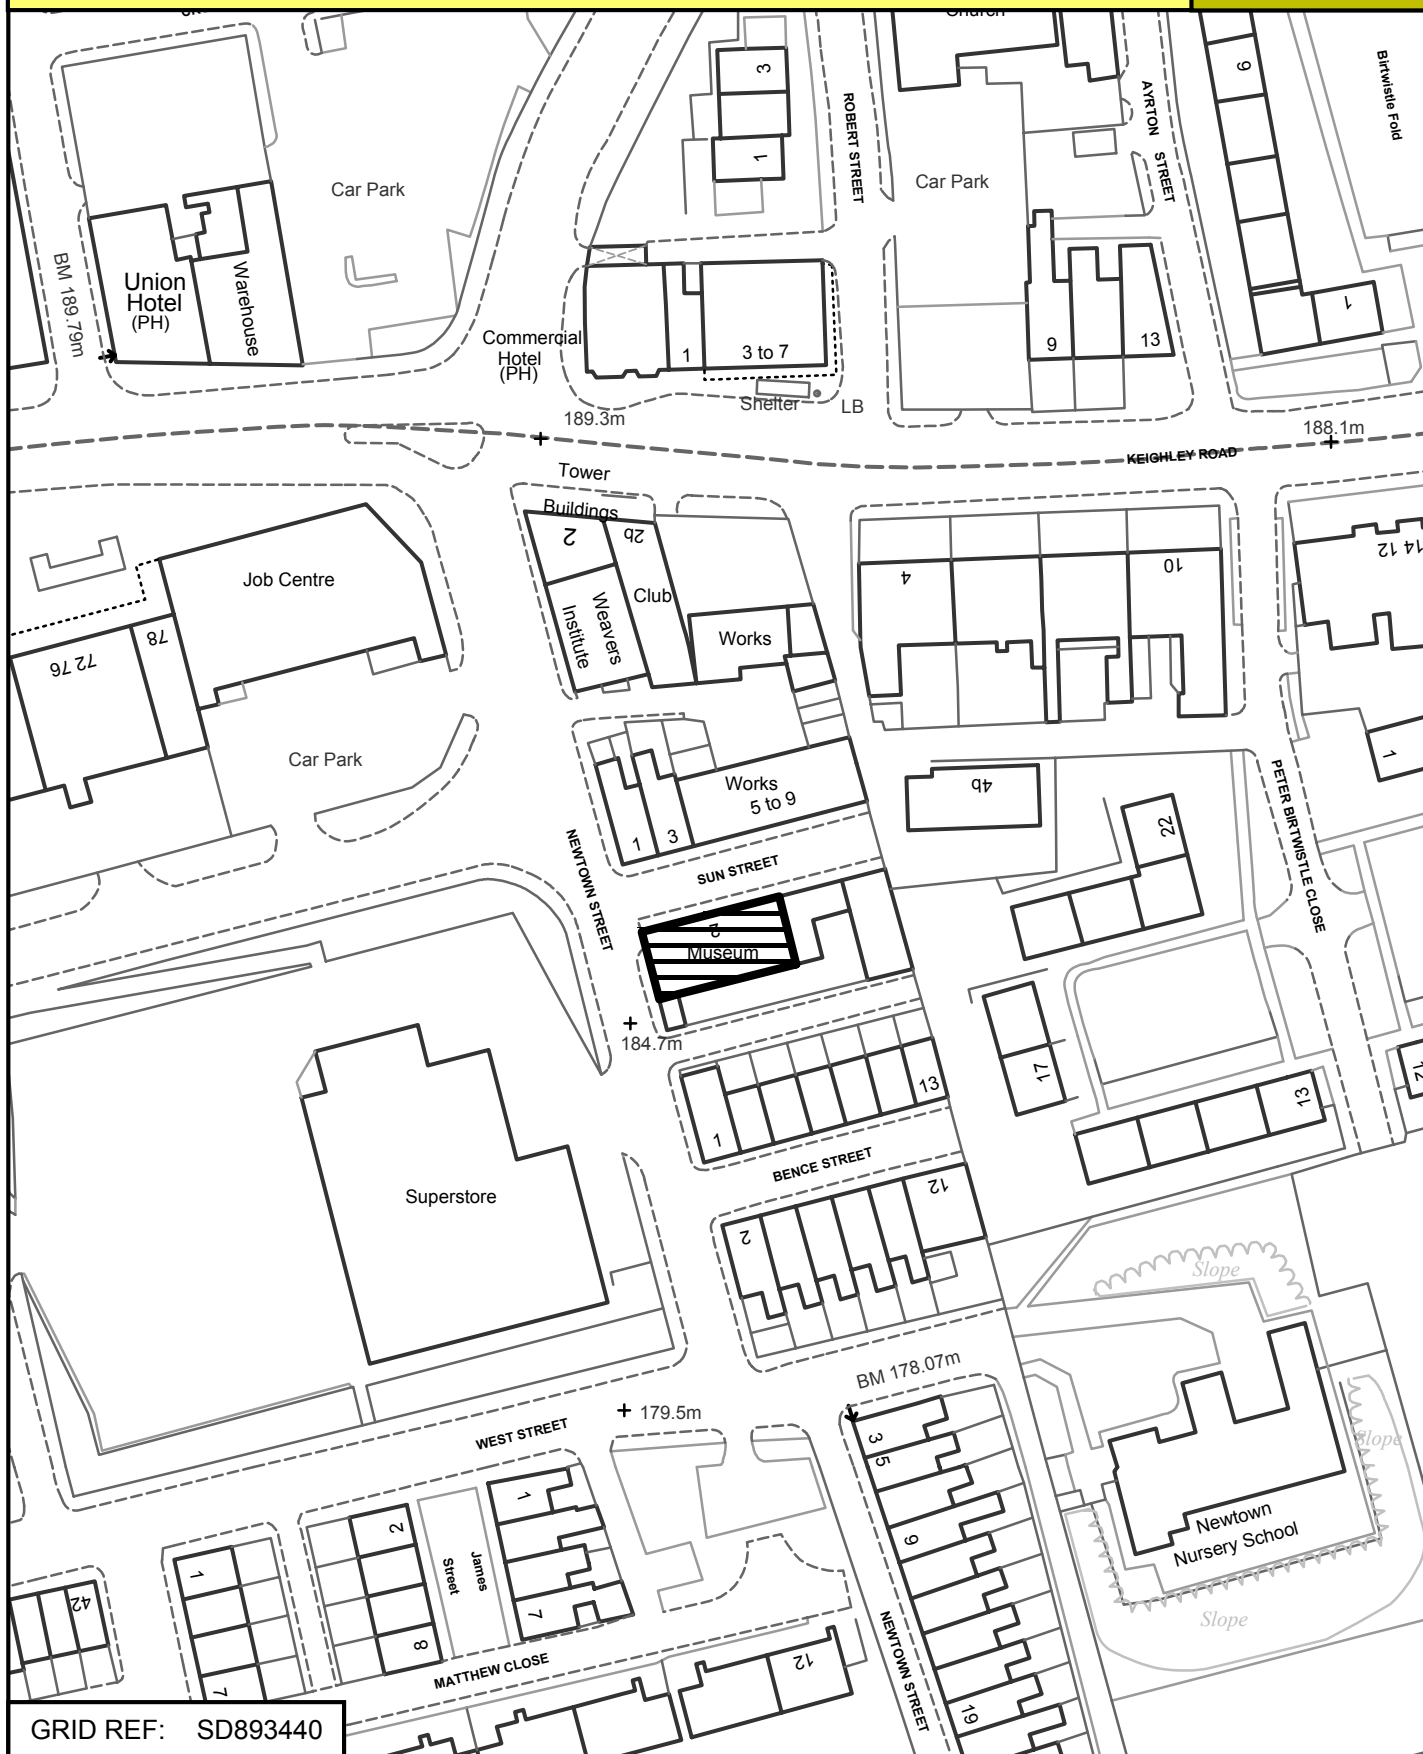 Church
3
1
ROBERT STREET
AYRTON STREET
9
Birtwistle Fold
Car Park
Car Park
BM 189.79m
Union
Hotel
(PH)
Warehouse
Commercial
Hotel
(PH)
1
3 to 7
Shelter
LB
9
13
1
189.3m
188.1m
KEIGHLEY ROAD
Tower
Buildings
2
2b
Job Centre
Weavers
Institute
Club
Works
4
10
14 12
72 76
78
Car Park
Works
5 to 9
1
3
4b
22
1
PETER BIRTWISTLE CLOSE
SUN STREET
NEWTOWN STREET
2
Museum
184.7m
17
13
13
1
BENCE STREET
Superstore
2
12
Slope
BM 178.07m
179.5m
WEST STREET
3
5
9
19
Slope
Newtown
Nursery School
Slope
1
7
2
8
James
Street
1
7
42
MATTHEW CLOSE
12
NEWTOWN STREET
GRID REF: SD893440